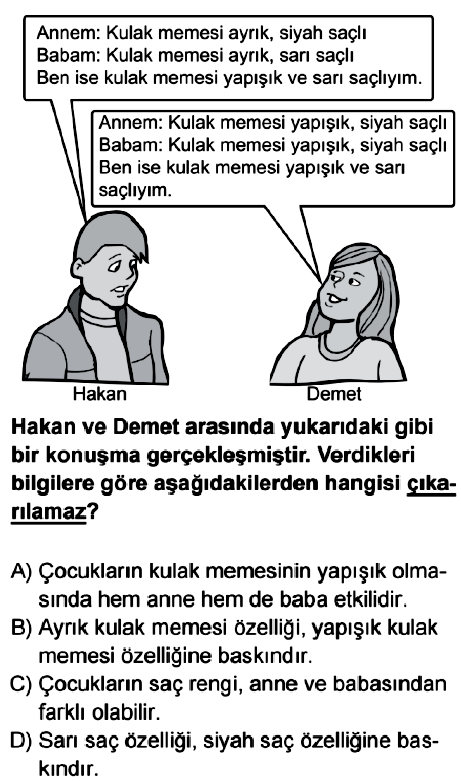 Annem: Kulak memesi ayrık, siyah saçlı
Babam: Kulak memesi ayrık, sarı saçlı
Ben ise kulak memesi yapışık ve sarı saçlıyım.
Annem: Kulak memesi yapışık, siyah saçlı
Babam: Kulak memesi yapışık, siyah saçlı
Ben ise kulak memesi yapışık ve sarı
saçlıyım.
Hakan
Demet
Hakan ve Demet arasında yukarıdaki gibi
bir konuşma gerçekleşmiştir. Verdikleri
bilgilere göre aşağıdakilerden hangisi çıka-
rılamaz?
A) Çocukların kulak memesinin yapışık olma-
sında hem anne hem de baba etkilidir.
B) Ayrık kulak memesi özelliği, yapışık kulak
memesi özelliğine baskındır.
C) Çocukların saç rengi, anne ve babasından
farklı olabilir.
D) Sarı saç özelliği, siyah saç özelliğine bas-
kındır.